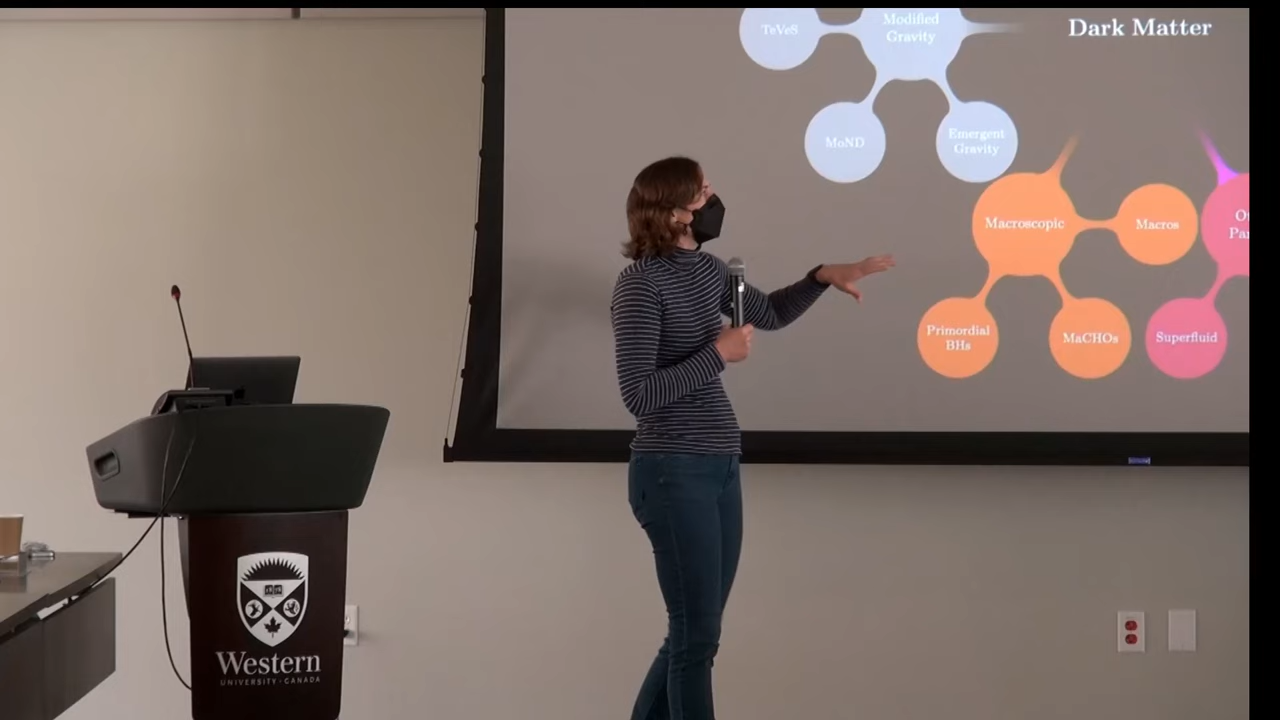 TeVeS
Modified
Gravity
Dark Matter
MoND
Emergent
Gravity
Macroscopic
Macros
Primordial
BHs
MaCHOs
Superfluid
Western
UNIVERSITY · CANADA